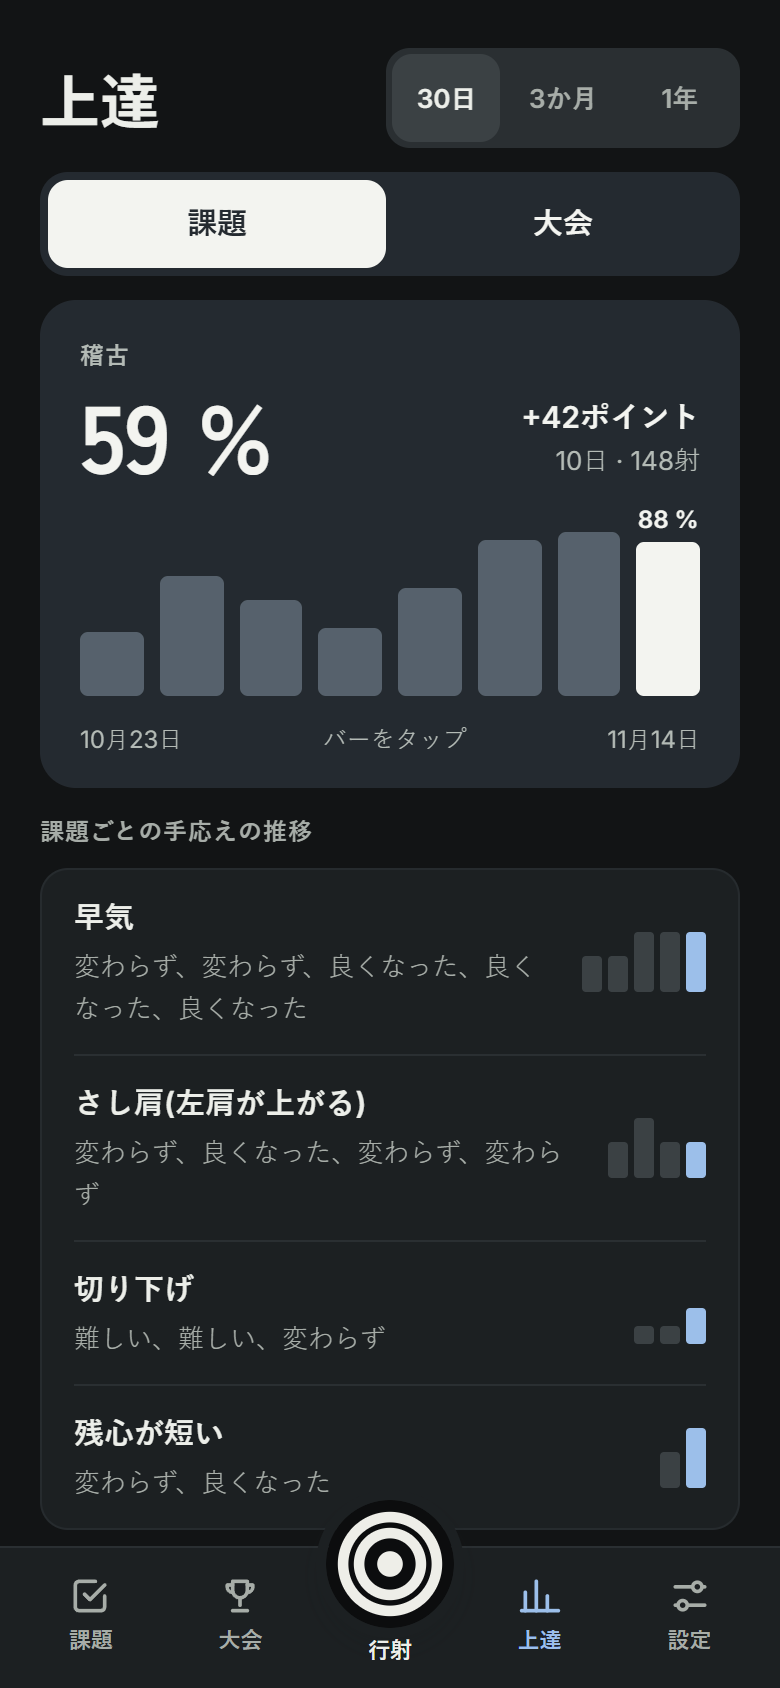 上達
30日
3か月
1年
課題
大会
稽古
59 %
+42ポイント
10日 · 148射
88 %
10月23日
バーをタップ
11月14日
課題ごとの手応えの推移
早気
変わらず、変わらず、良くなった、良く
なった、良くなった
さし肩(左肩が上がる)
変わらず、良くなった、変わらず、変わら
ず
切り下げ
難しい、難しい、変わらず
残心が短い
変わらず、良くなった
課題
大会
行射
上達
設定